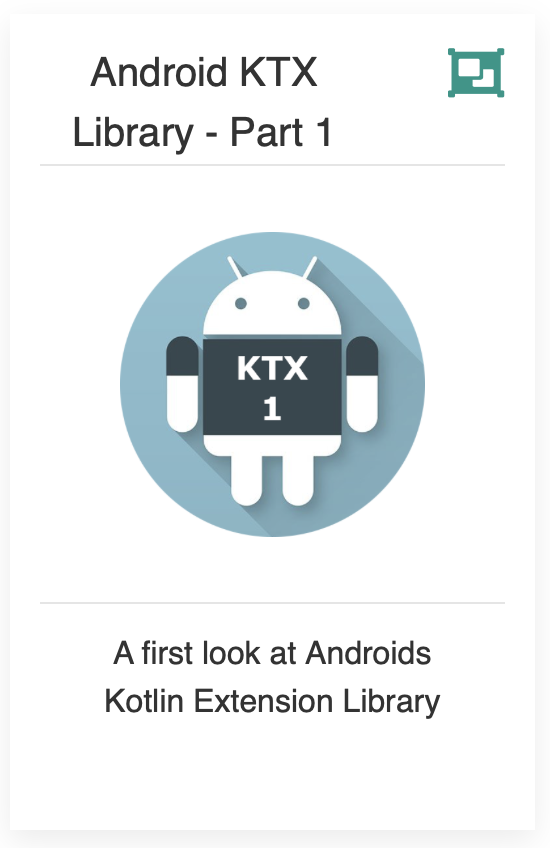 Android KTX
Library - Part 1
KTX
1
A first look at Androids
Kotlin Extension Library